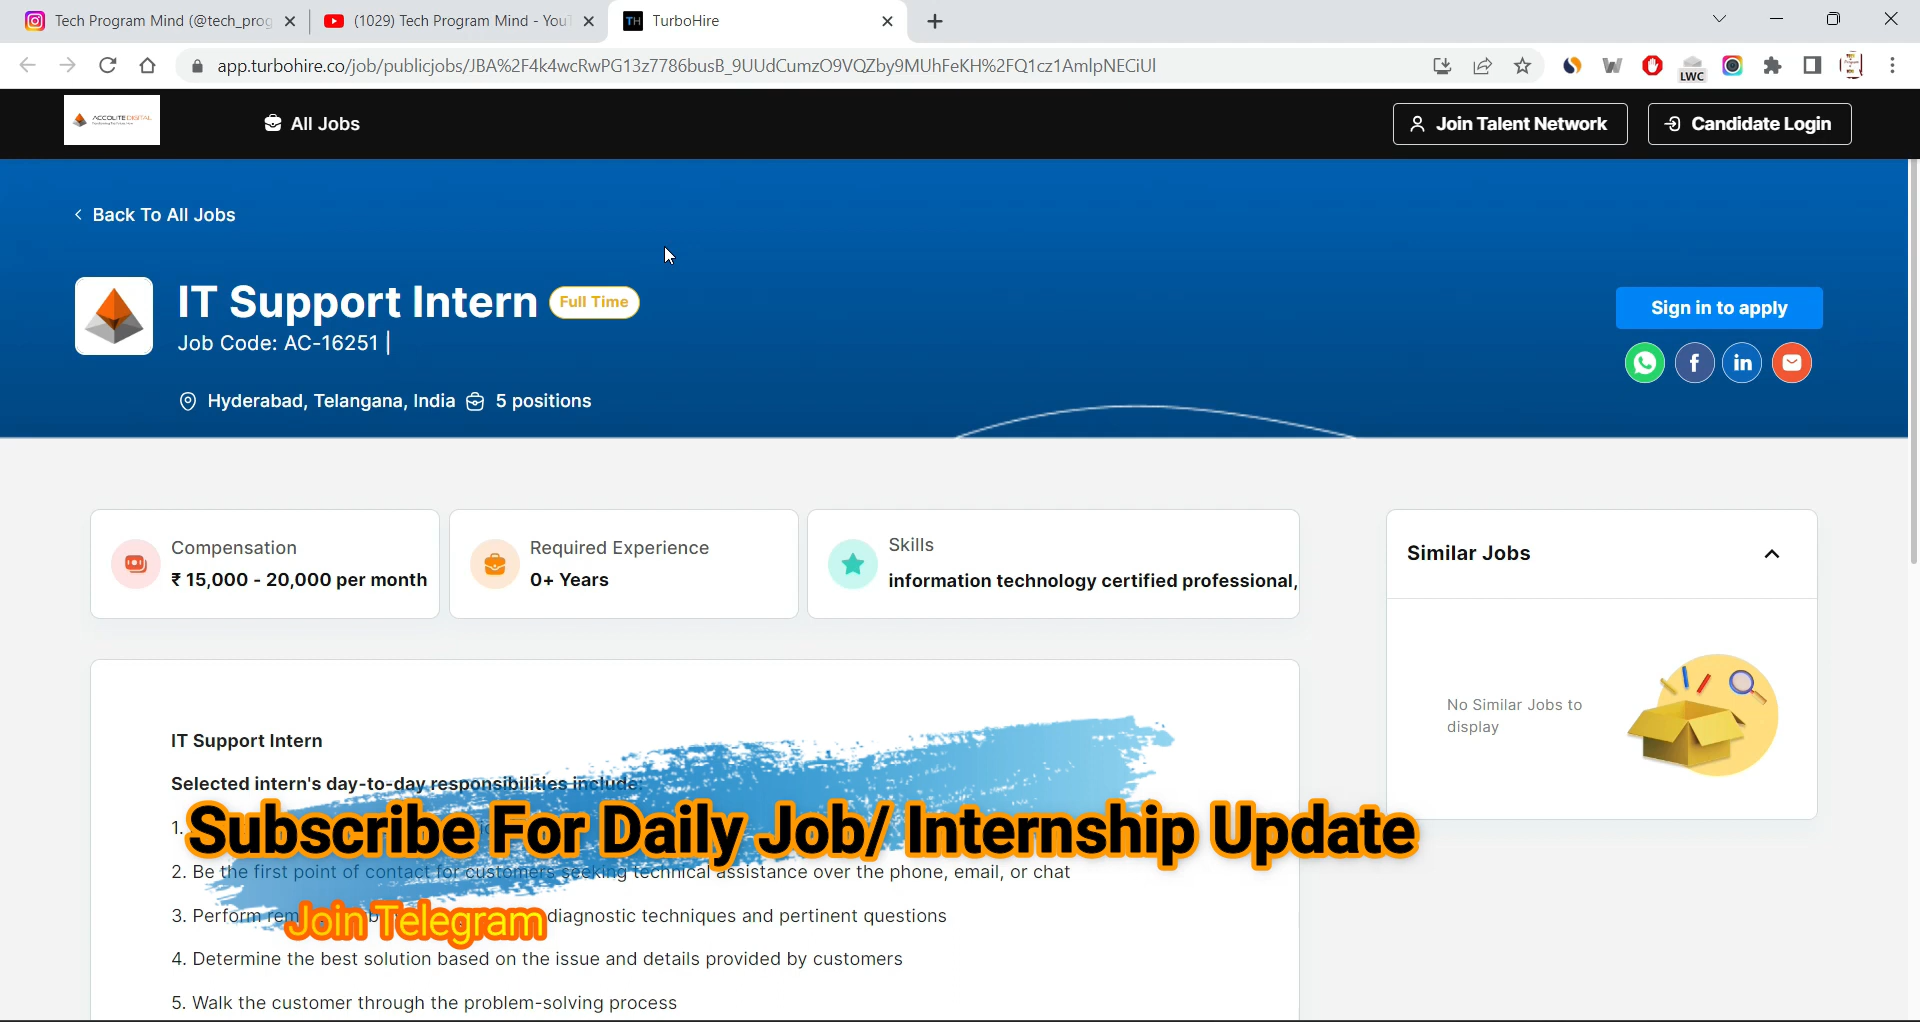 Tech Program Mind (@tech_prog
(1029) Tech Program Mind - YouT
TH TurboHire
app.turbohire.co/job/publicjobs/JBA%2F4k4wcRwPG13z7786busB_9UUdCumzO9VQZby9MUhFeKH%2FQ1cz1AmlpNECiUl
LWC
ACCOLITE DIGITAL
All Jobs
Join Talent Network
Candidate Login
Back To All Jobs
IT Support Intern Full Time
Job Code: AC-16251 |
Sign in to apply
Hyderabad, Telangana, India 5 positions
Compensation
₹ 15,000 - 20,000 per month
Required Experience
0+ Years
Skills
information technology certified professional,
Similar Jobs
No Similar Jobs to
display
IT Support Intern
Selected intern's day-to-day responsibilities include:
1.
Subscribe For Daily Job/ Internship Update
2. Be the first point of contact for customers seeking technical assistance over the phone, email, or chat
3. Perform diagnostic techniques and pertinent questions
Join Telegram
4. Determine the best solution based on the issue and details provided by customers
5. Walk the customer through the problem-solving process